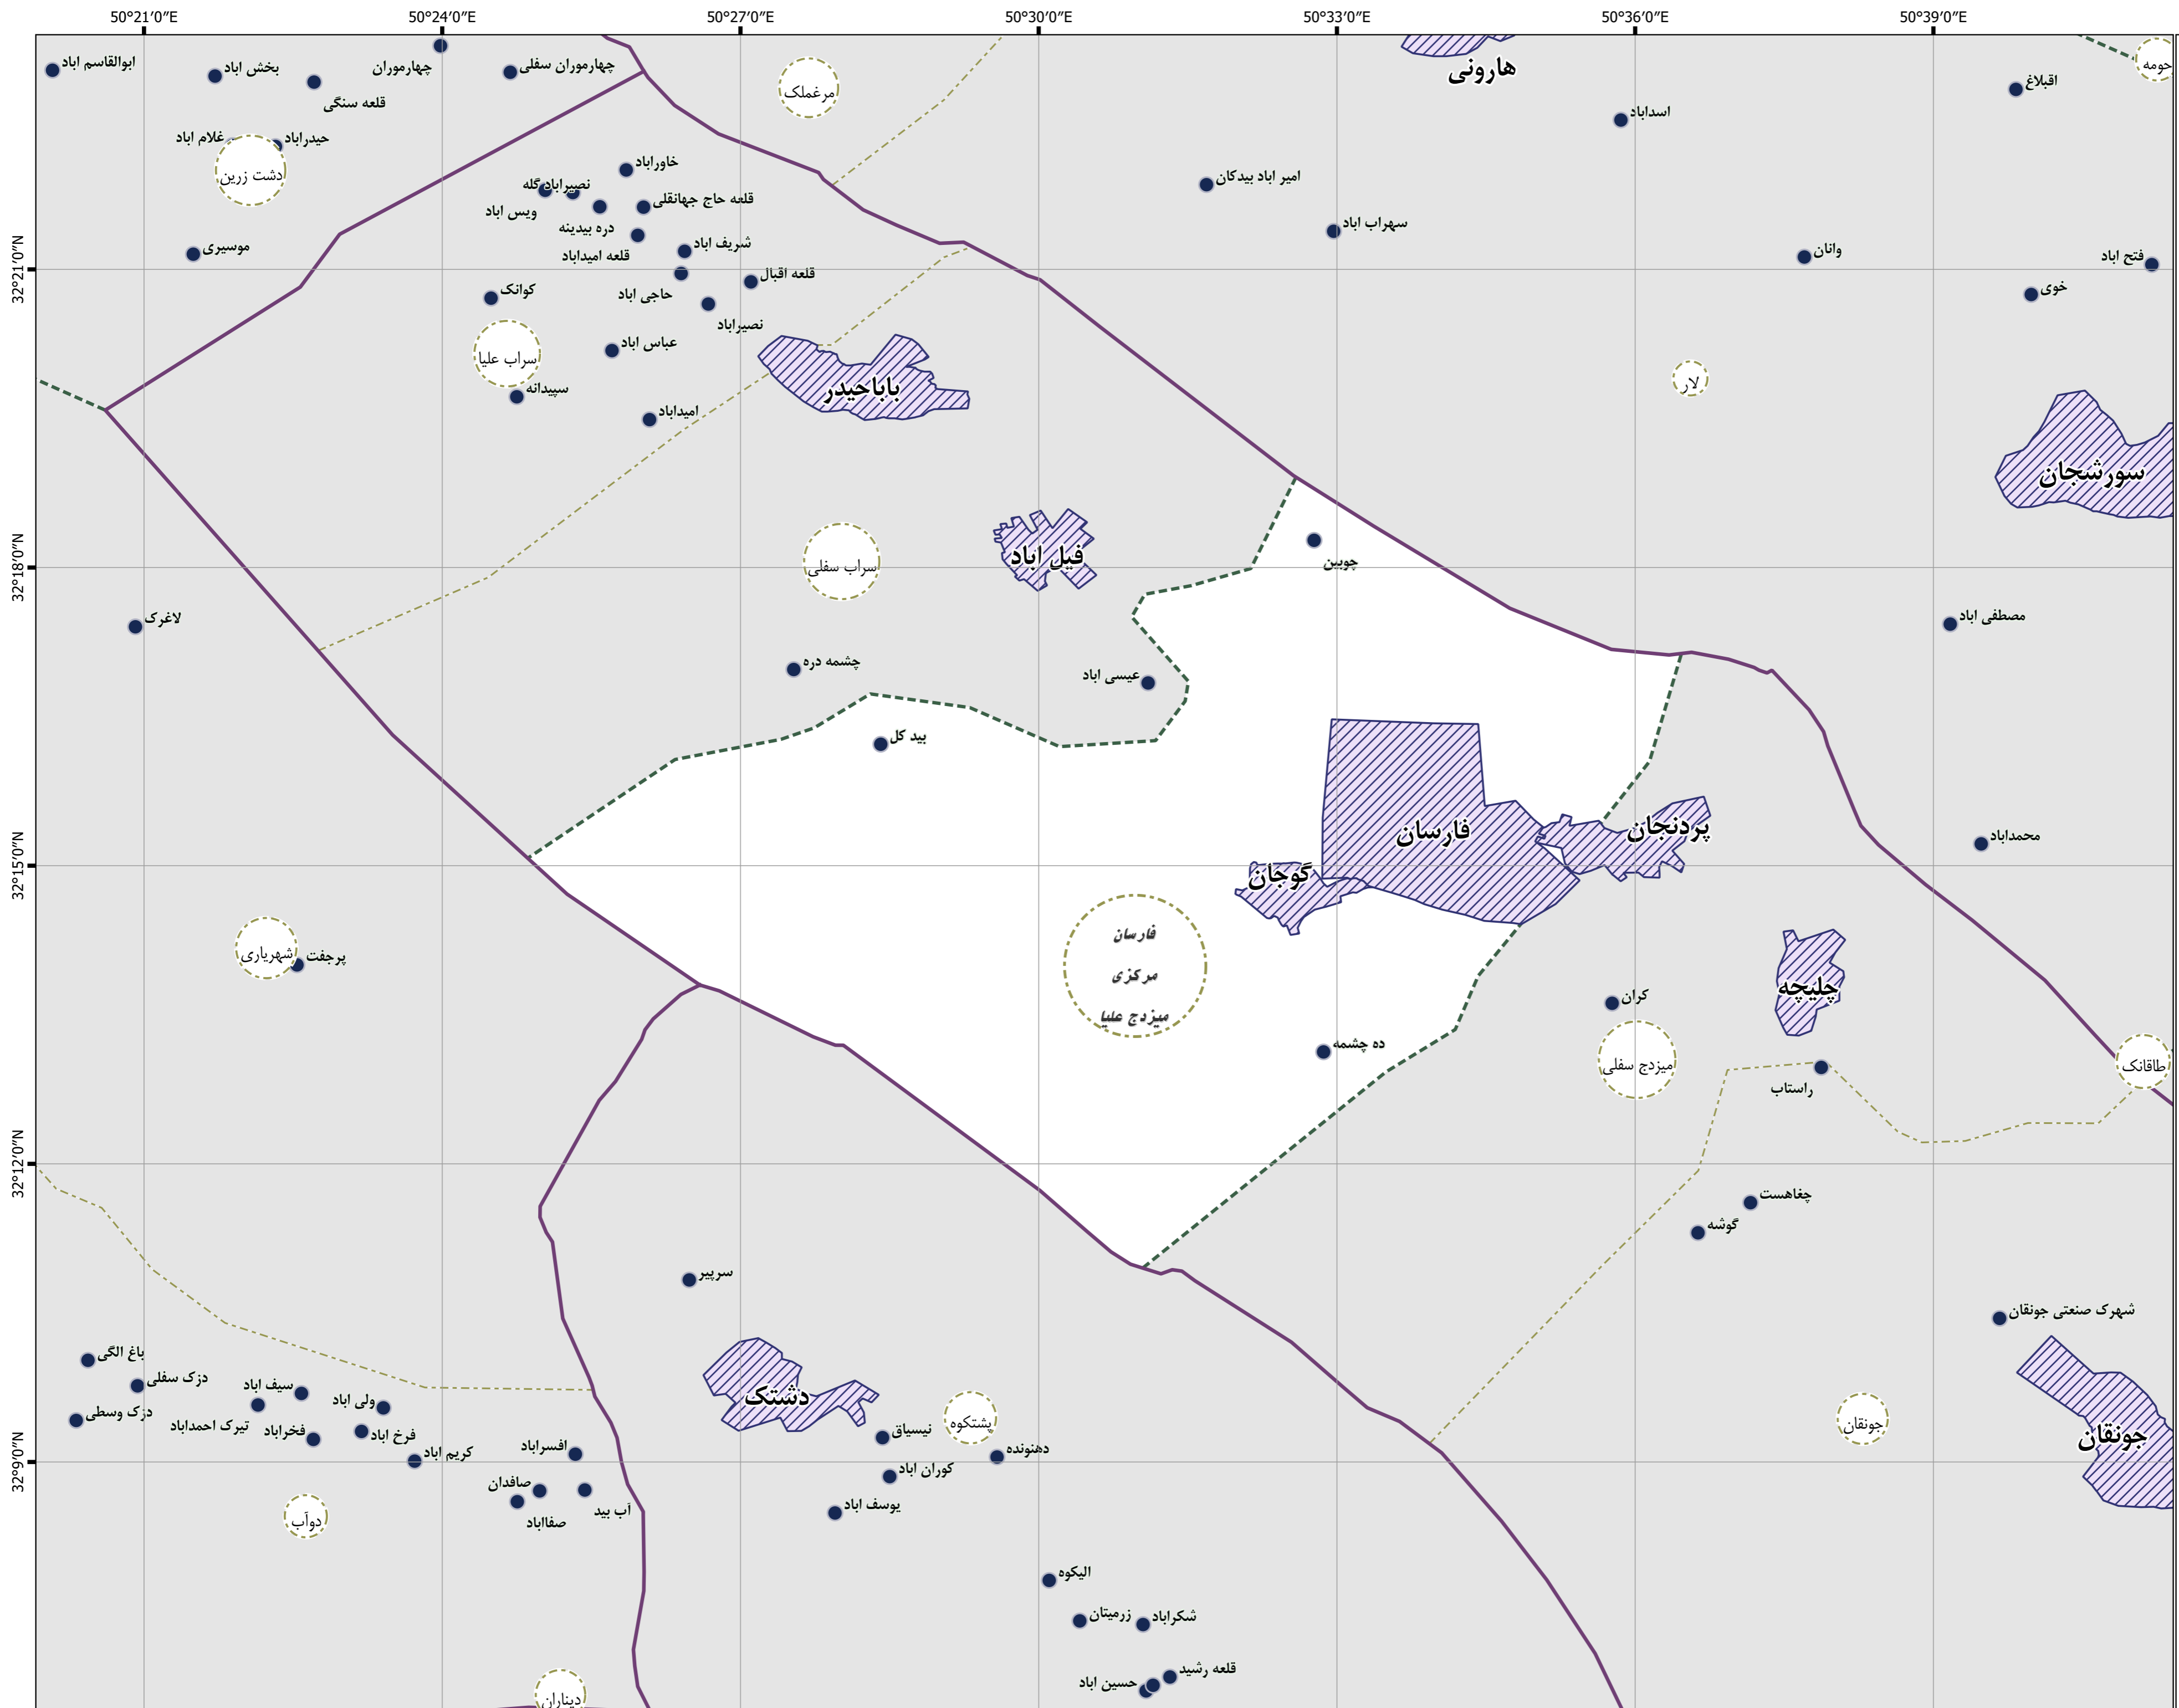 50°21'0"E
50°24'0"E
50°27'0"E
50°30'0"E
50°33'0"E
50°36'0"E
50°39'0"E
32°21'0"N
32°18'0"N
32°15'0"N
32°12'0"N
32°9'0"N
ابوالقاسم اباد
بخش اباد
چهارموران
چهارموران سفلی
قلعه سنگی
مرغملک
هارونی
حومه
اقبلاغ
اسداباد
غلام اباد
حیدراباد
دشت زرین
خاوراباد
نصیراباد گله
ویس اباد
قلعه حاج جهانقلی
دره بیدینه
امیر اباد بیدکان
سهراب اباد
موسیری
قلعه امیداباد
شریف اباد
وانان
فتح اباد
حاجی اباد
قلعه اقبال
کوانک
خوی
نصیراباد
عباس اباد
سراب علیا
باباحیدر
سپیدانه
امیداباد
لار
سورشجان
فیل اباد
سراب سفلی
چوبین
لاغرک
مصطفی اباد
چشمه دره
عیسی اباد
بید کل
فارسان
پردنجان
محمداباد
گوجان
فارسان
مرکزی
میزدج علیا
شهریاری
پرجفت
کران
چلیچه
ده چشمه
میزدج سفلی
طاقانک
راستاب
چغاهست
گوشه
سرپیر
شهرک صنعتی جونقان
باغ الگی
دزک سفلی
دزک وسطی
سیف اباد
ولی اباد
تیرک احمداباد
فخراباد
فرخ اباد
کریم اباد
دشتک
پشتکوه
نیسیاق
دهنونده
جونقان
جونقان
افسراباد
صافدان
کوران اباد
آب بید
صفااباد
یوسف اباد
دوآب
الیکوه
زرمیتان
شکراباد
قلعه رشید
حسین اباد
دیناران